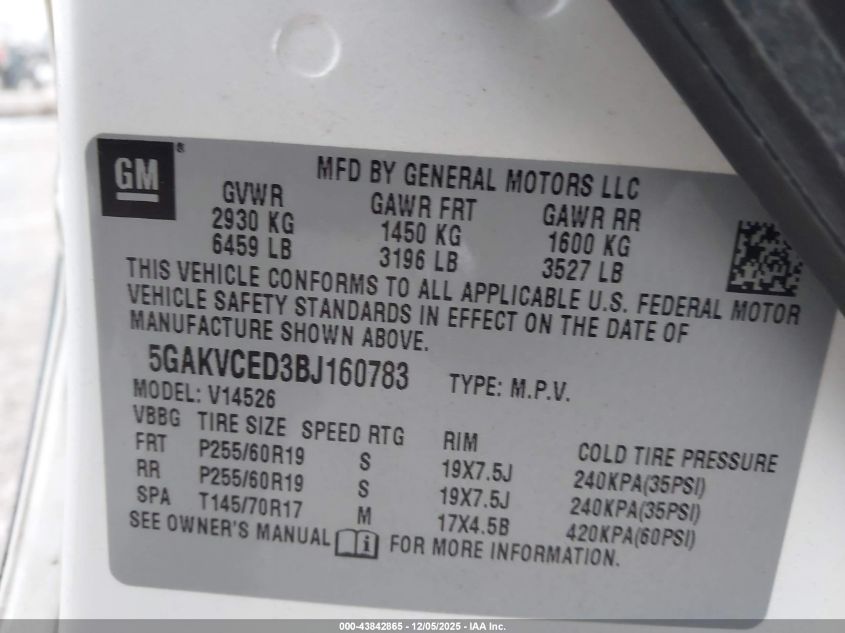 GM®
MFD BY GENERAL MOTORS LLC
GVWR GAWR FRT GAWR RR
2930 KG 1450 KG 1600 KG
6459 LB 3196 LB 3527 LB
THIS VEHICLE CONFORMS TO ALL APPLICABLE U.S. FEDERAL MOTOR
VEHICLE SAFETY STANDARDS IN EFFECT ON THE DATE OF
MANUFACTURE SHOWN ABOVE.
5GAKVCED3BJ160783 TYPE: M.P.V.
MODEL: V14526
VBBG TIRE SIZE SPEED RTG RIM COLD TIRE PRESSURE
FRT P255/60R19 S 19X7.5J 240KPA(35PSI)
RR P255/60R19 S 19X7.5J 240KPA(35PSI)
SPA T145/70R17 M 17X4.5B 420KPA(60PSI)
SEE OWNER'S MANUAL i FOR MORE INFORMATION.
000-43842865 - 12/05/2025 - IAA Inc.